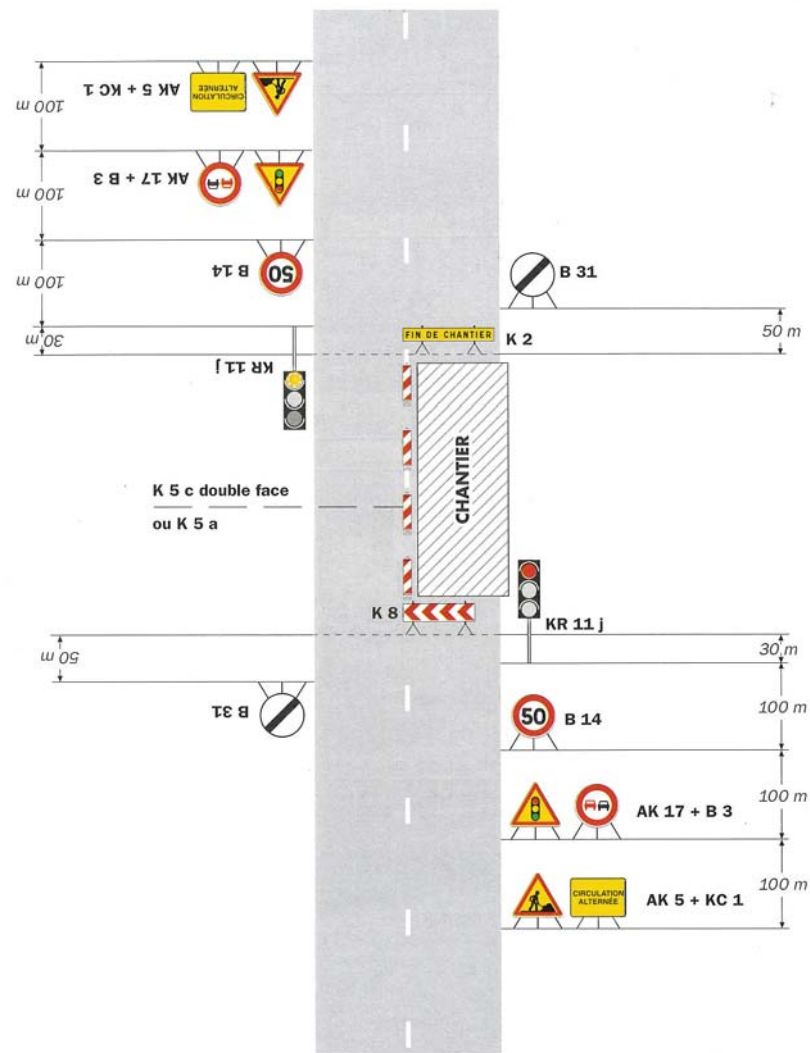 CIRCULATION
ALTERNÉE
AK 5 + KC 1
100 m
AK 17 + B 3
100 m
50
B 14
100 m
B 31
50 m
FIN DE CHANTIER
K 2
30 m
KR 11 j
CHANTIER
K 5 c double face
ou K 5 a
K 8
KR 11 j
30 m
50 m
B 31
50
B 14
100 m
AK 17 + B 3
100 m
CIRCULATION
ALTERNÉE
AK 5 + KC 1
100 m